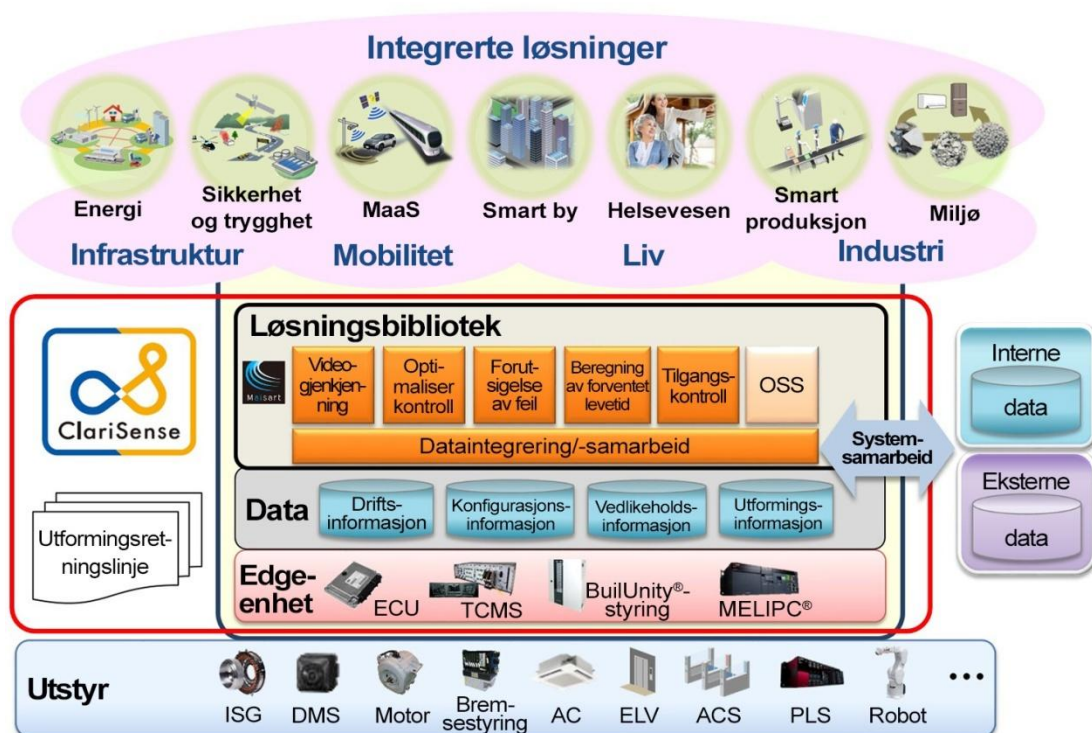 Integrerte løsninger
Energi
Sikkerhet
og trygghet
MaaS
Smart by
Helsevesen
Smart
produksjon
Miljø
Infrastruktur
Mobilitet
Liv
Industri
ClariSense
Utformingsret-
ningslinje
Løsningsbibliotek
Maisart
Video-
gjenkjen-
ning
Opti-
maliser
kontroll
Forut-
sigelse
av feil
Beregning
av forventet
levetid
Tilgangs-
kontroll
OSS
Dataintegrering/-samarbeid
System-
samarbeid
Interne
data
Eksterne
data
Data
Drifts-
informasjon
Konfigurasjons-
informasjon
Vedlikeholds-
informasjon
Utformings-
informasjon
Edge-
enhet
ECU
TCMS
BuilUnity®-
styring
MELIPC®
Utstyr
ISG
DMS
Motor
Brem-
sestyring
AC
ELV
ACS
PLS
Robot
•••